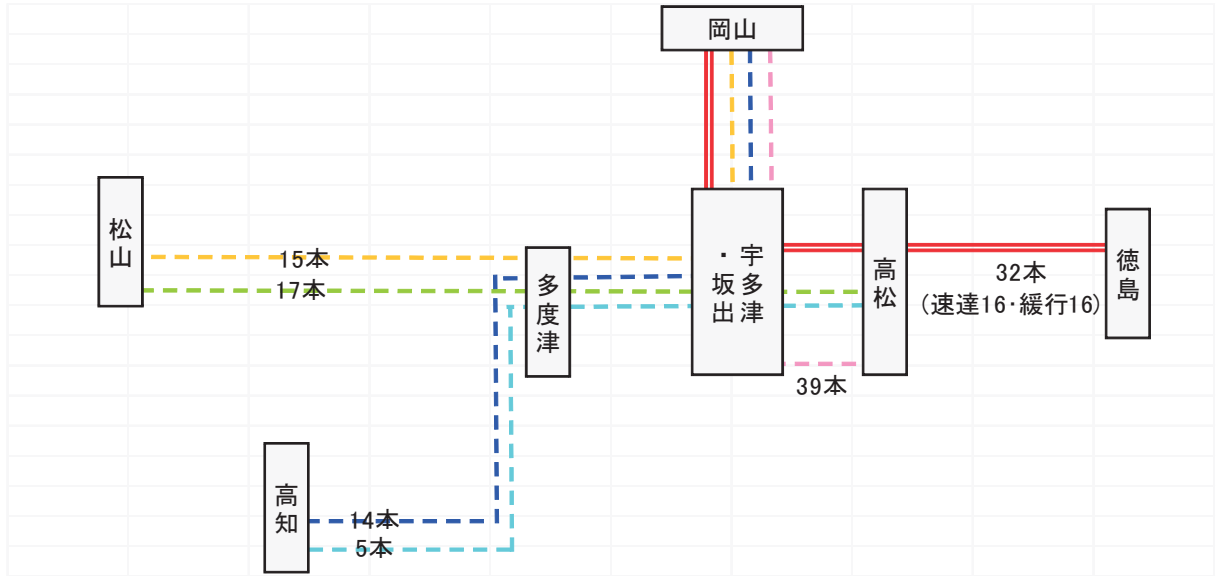 岡山
松山
15本
17本
多度津
宇多津
・坂出
高松
32本
(速達16・緩行16)
徳島
39本
高知
14本
5本